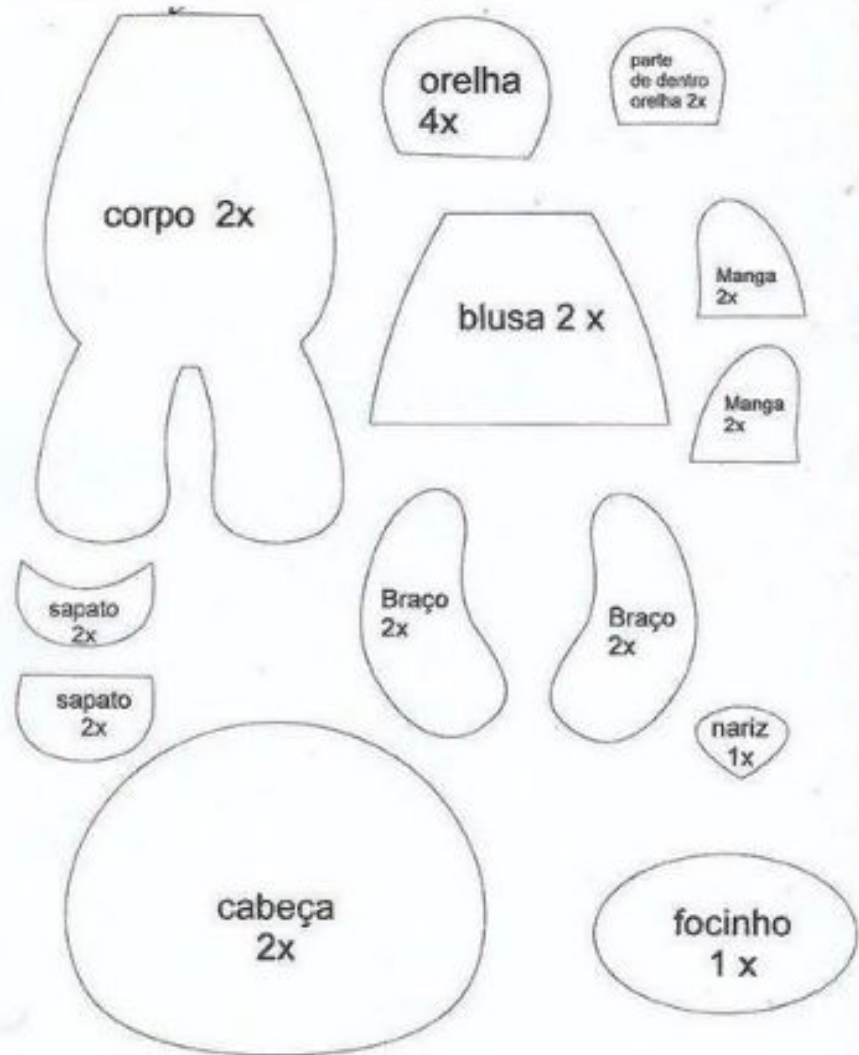 orelha
4x
parte
de dentro
orelha 2x
corpo 2x
blusa 2 x
Manga
2x
Manga
2x
sapato
2x
Braço
2x
Braço
2x
sapato
2x
nariz
1x
cabeça
2x
focinho
1 x